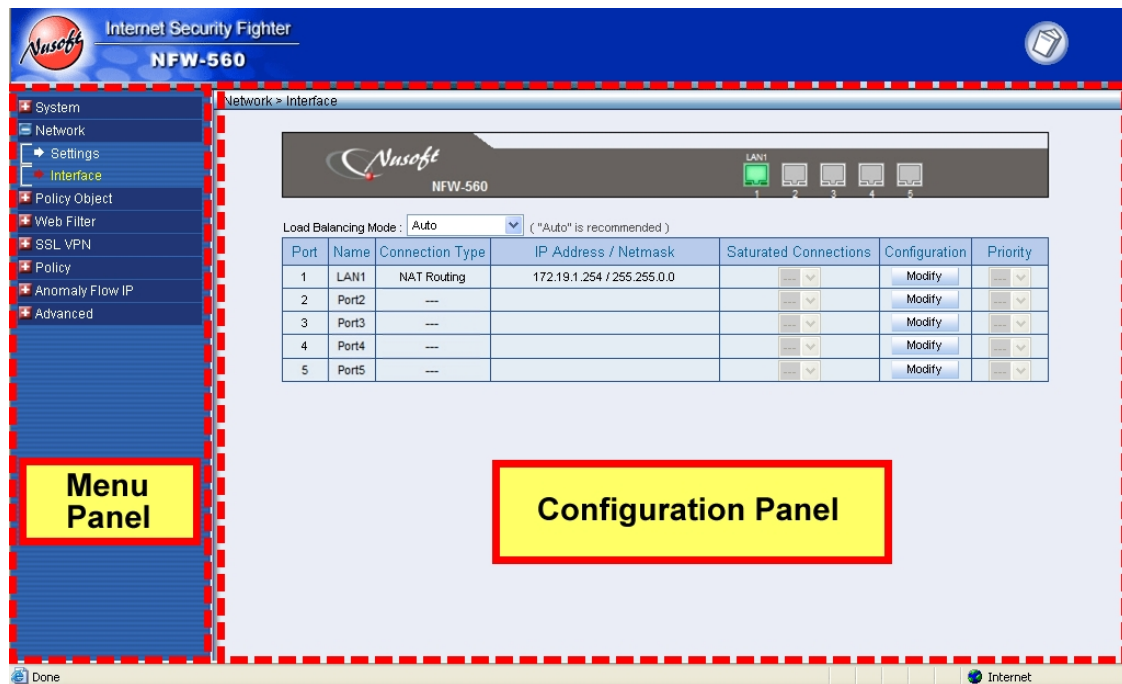 Nusoft
Internet Security Fighter
NFW-560
System
Network
Settings
Interface
Policy Object
Web Filter
SSL VPN
Policy
Anomaly Flow IP
Advanced
Menu
Panel
Network > Interface
Nusoft
NFW-560
LAN1
1 2 3 4 5
Load Balancing Mode : Auto ( "Auto" is recommended )
Port Name Connection Type IP Address / Netmask Saturated Connections Configuration Priority
1 LAN1 NAT Routing 172.19.1.254 / 255.255.0.0 --- Modify ---
2 Port2 --- --- Modify ---
3 Port3 --- --- Modify ---
4 Port4 --- --- Modify ---
5 Port5 --- --- Modify ---
Configuration Panel
Done
Internet